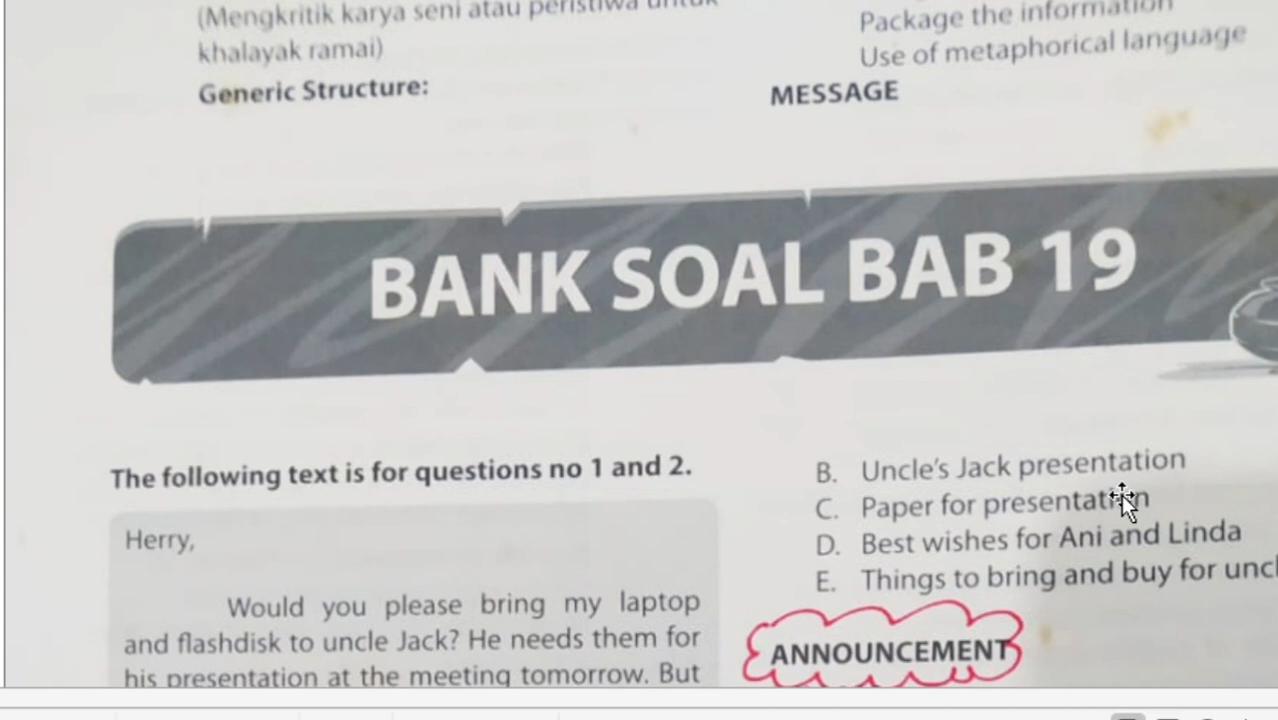 (Mengkritik karya seni atau peristiwa untuk
khalayak ramai)
Generic Structure:
Package the information
Use of metaphorical language
MESSAGE
BANK SOAL BAB 19
The following text is for questions no 1 and 2.
Herry,
Would you please bring my laptop
and flashdisk to uncle Jack? He needs them for
his presentation at the meeting tomorrow. But
B. Uncle's Jack presentation
C. Paper for presentation
D. Best wishes for Ani and Linda
E. Things to bring and buy for
ANNOUNCEMENT